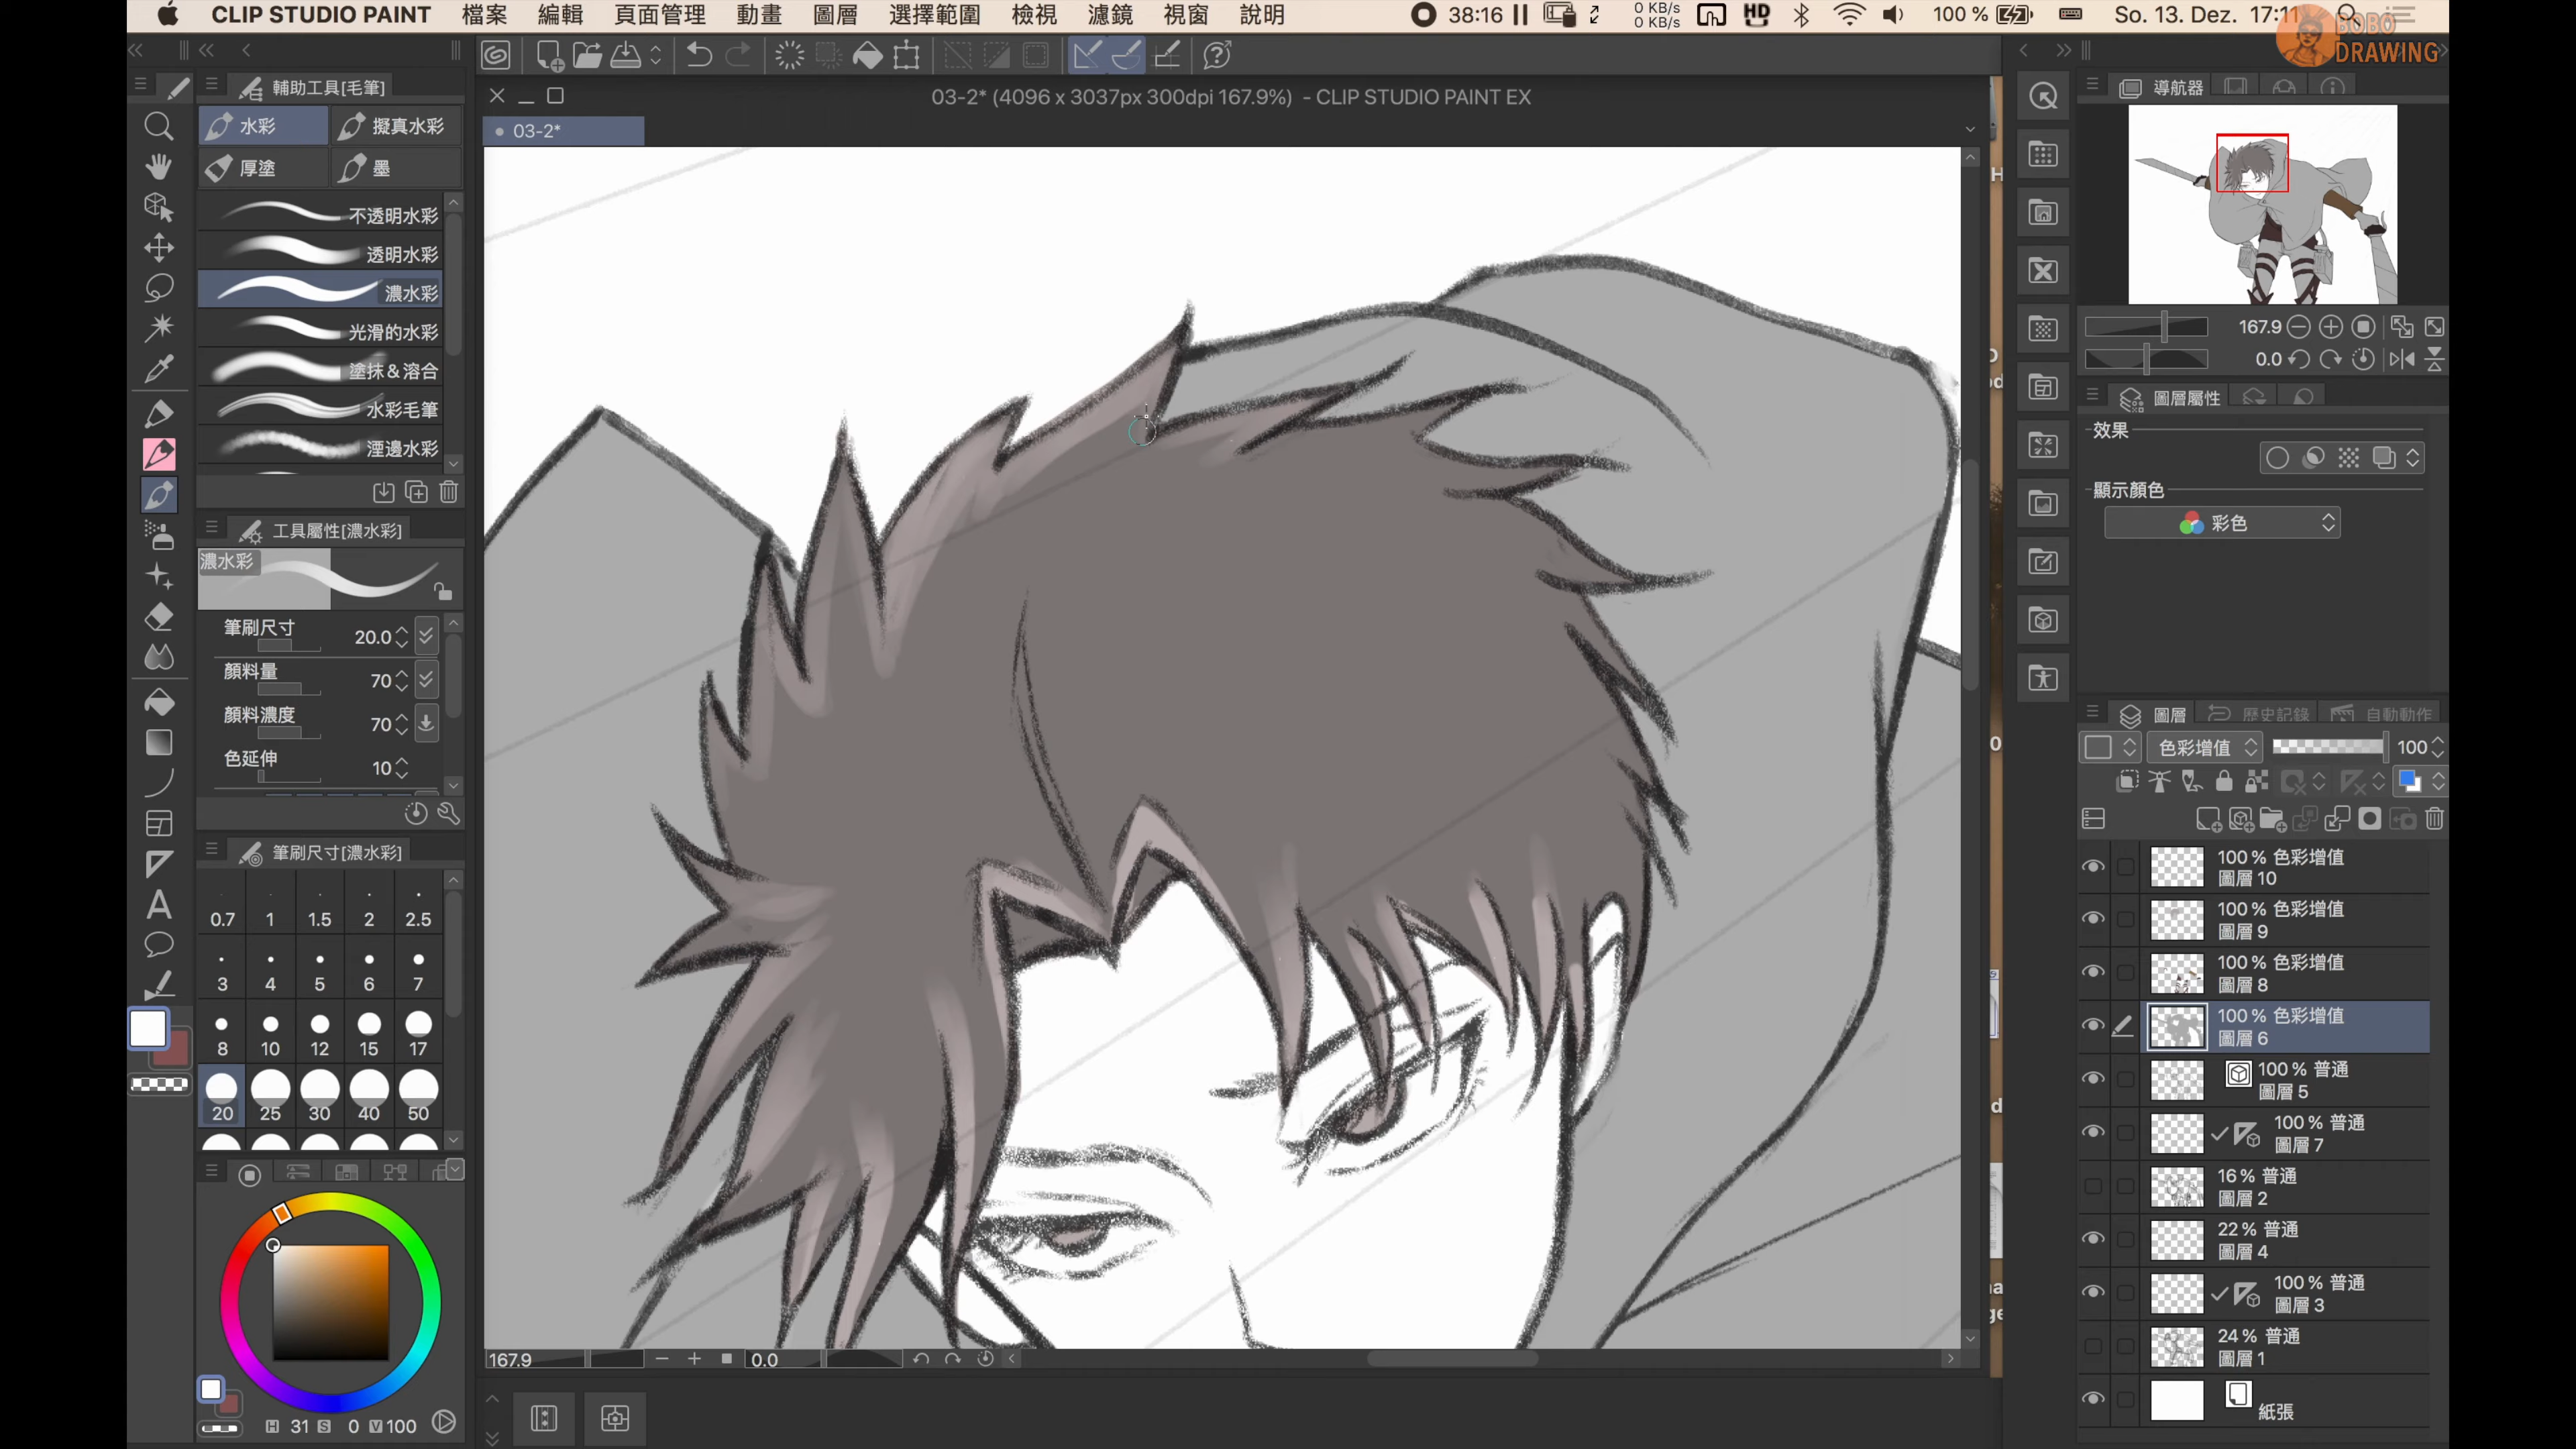 CLIP STUDIO PAINT 檔案 編輯 頁面管理 動畫 圖層 選擇範圍 檢視 濾鏡 視窗 說明
38:16
0 KB/s
0 KB/s
HD
100 %
So. 13. Dez. 17:11
BOBO
DRAWING
輔助工具[毛筆]
水彩
擬真水彩
厚塗
墨
不透明水彩
透明水彩
濃水彩
光滑的水彩
塗抹＆溶合
水彩毛筆
溼邊水彩
工具屬性[濃水彩]
濃水彩
筆刷尺寸 20.0
顏料量 70
顏料濃度 70
色延伸 10
筆刷尺寸[濃水彩]
0.7 1 1.5 2 2.5
3 4 5 6 7
8 10 12 15 17
20 25 30 40 50
H 31 S 0 V 100
03-2* (4096 x 3037px 300dpi 167.9%) - CLIP STUDIO PAINT EX
03-2*
167.9
0.0
導航器
167.9
0.0
圖層屬性
效果
顯示顏色
彩色
圖層
歷史記錄
自動動作
色彩增值
100
100 % 色彩增值
圖層 10
100 % 色彩增值
圖層 9
100 % 色彩增值
圖層 8
100 % 色彩增值
圖層 6
100 % 普通
圖層 5
100 % 普通
圖層 7
16 % 普通
圖層 2
22 % 普通
圖層 4
100 % 普通
圖層 3
24 % 普通
圖層 1
紙張